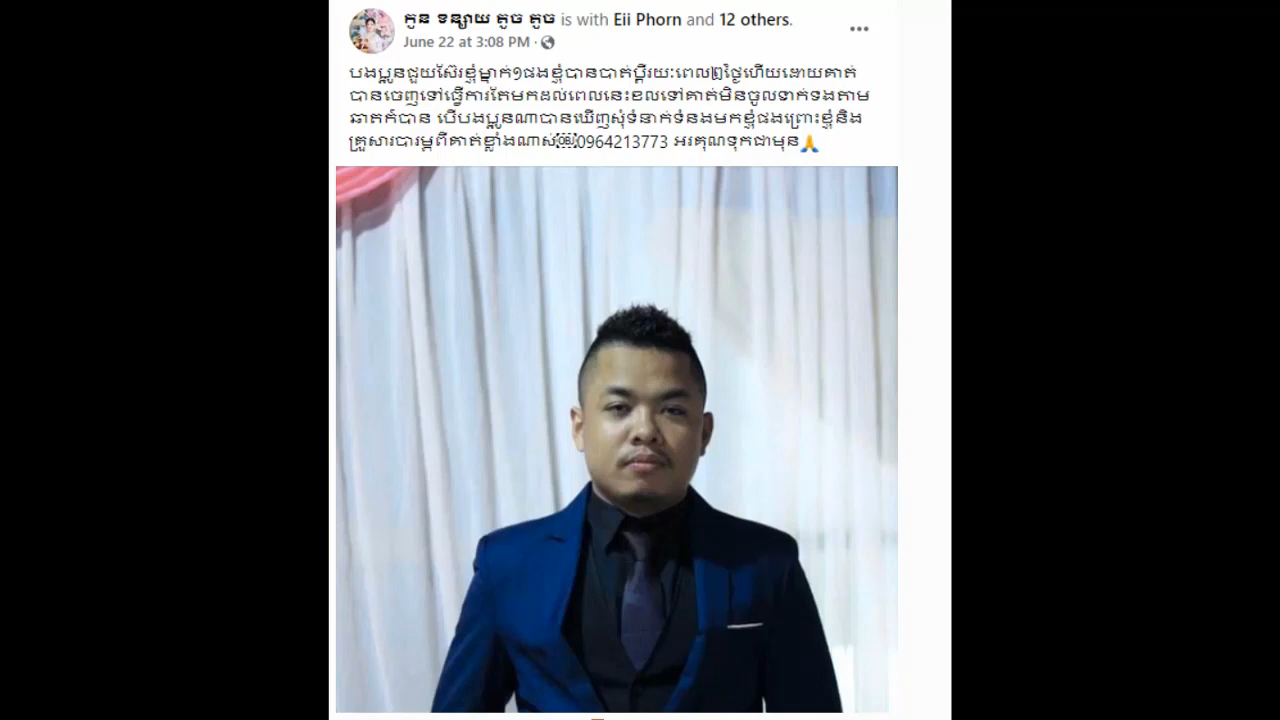 កូន ទន្សាយ តូច តូច is with Eii Phorn and 12 others.
June 22 at 3:08 PM
បងប្អូនជួយស៊ែរខ្ញុំម្នាក់១ផងខ្ញុំបានបាត់ប្ដីរយៈពេល២ថ្ងៃហើយដោយគាត់
បានចេញទៅធ្វើការតែមកដល់ពេលនេះខលទៅគាត់មិនចូលទាក់ទងតាម
ឆាតក៏បាន បើបងប្អូនណាបានឃើញសុំទំនាក់ទំនងមកខ្ញុំផងព្រោះខ្ញុំនិង
គ្រួសារបារម្ភពីគាត់ខ្លាំងណាស់0964213773 អរគុណទុកជាមុន🙏